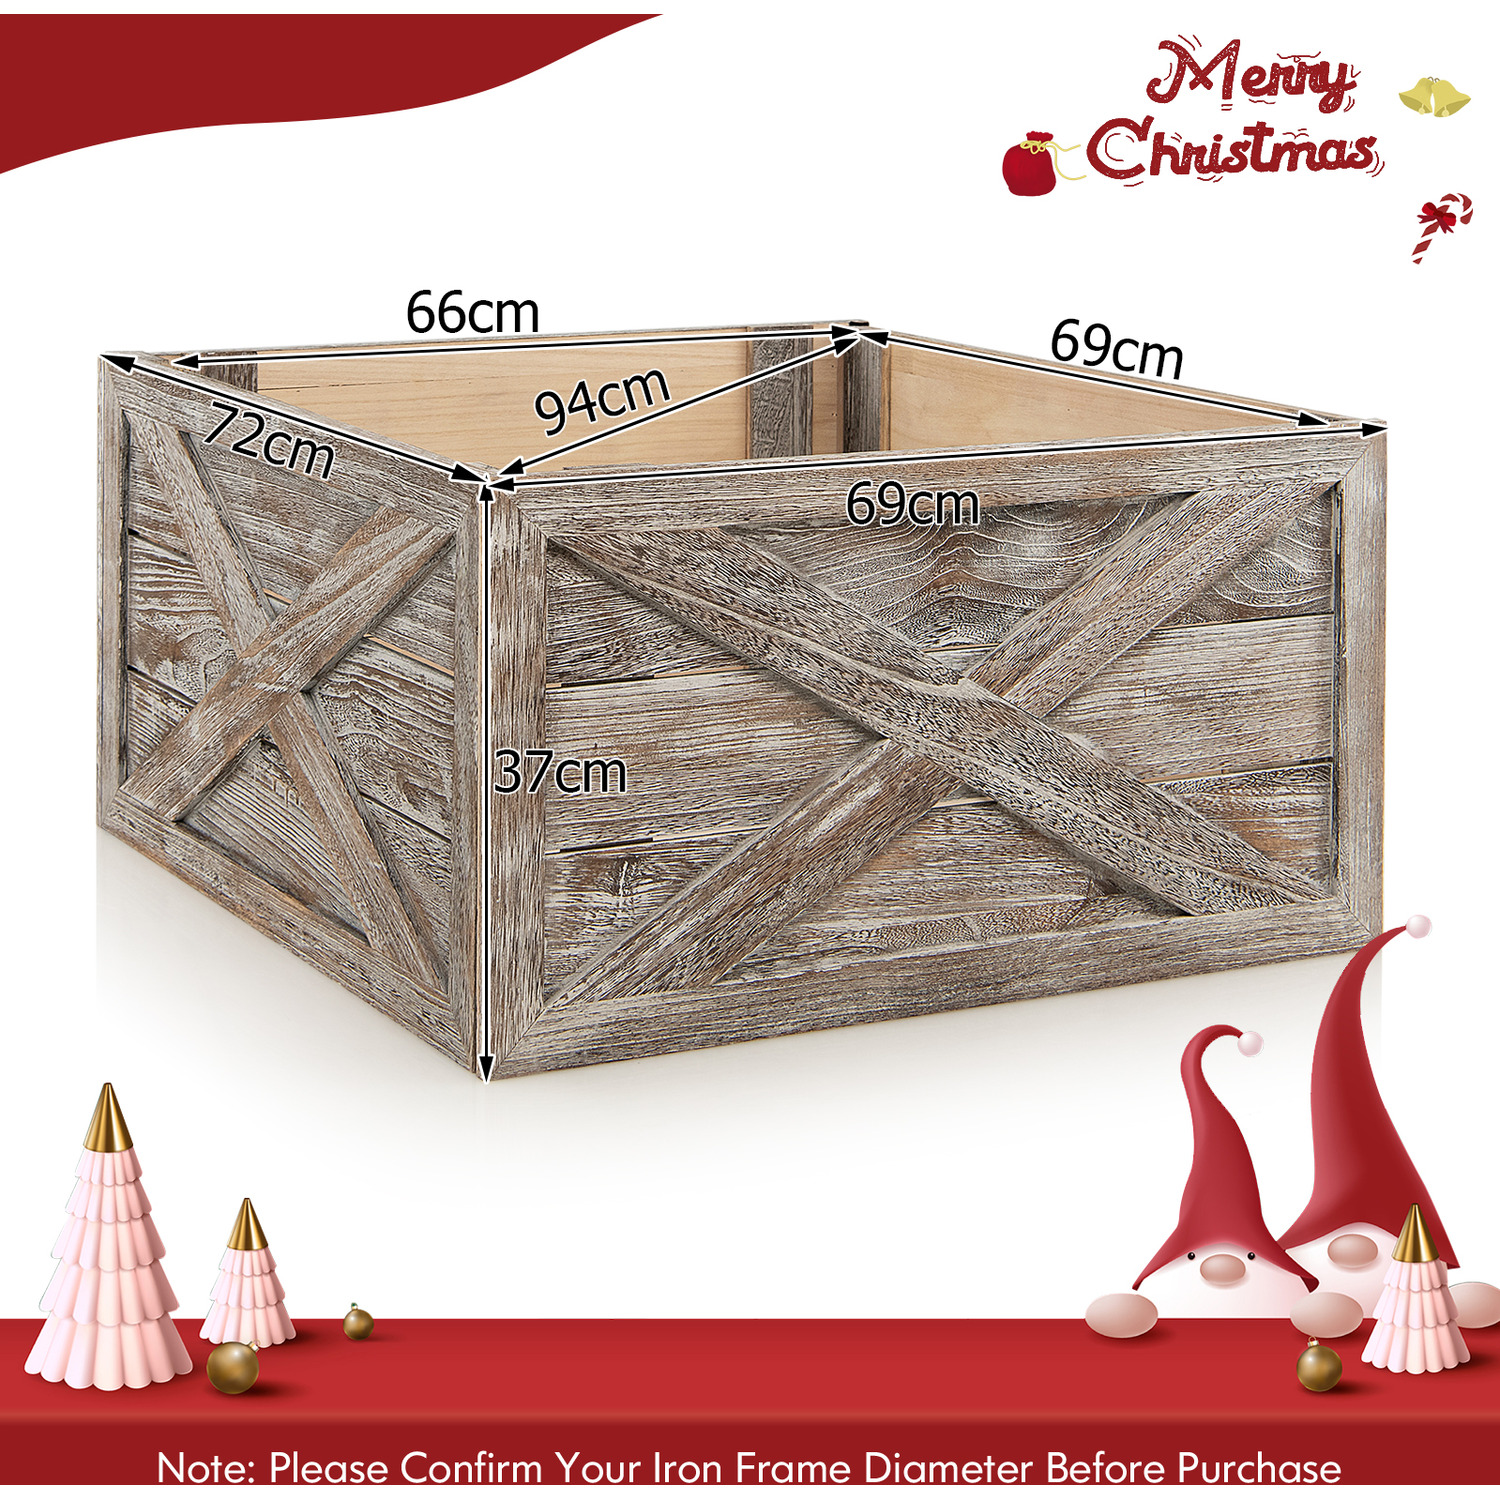 Merry
Christmas
66cm
69cm
94cm
72cm
69cm
37cm
Note: Please Confirm Your Iron Frame Diameter Before Purchase